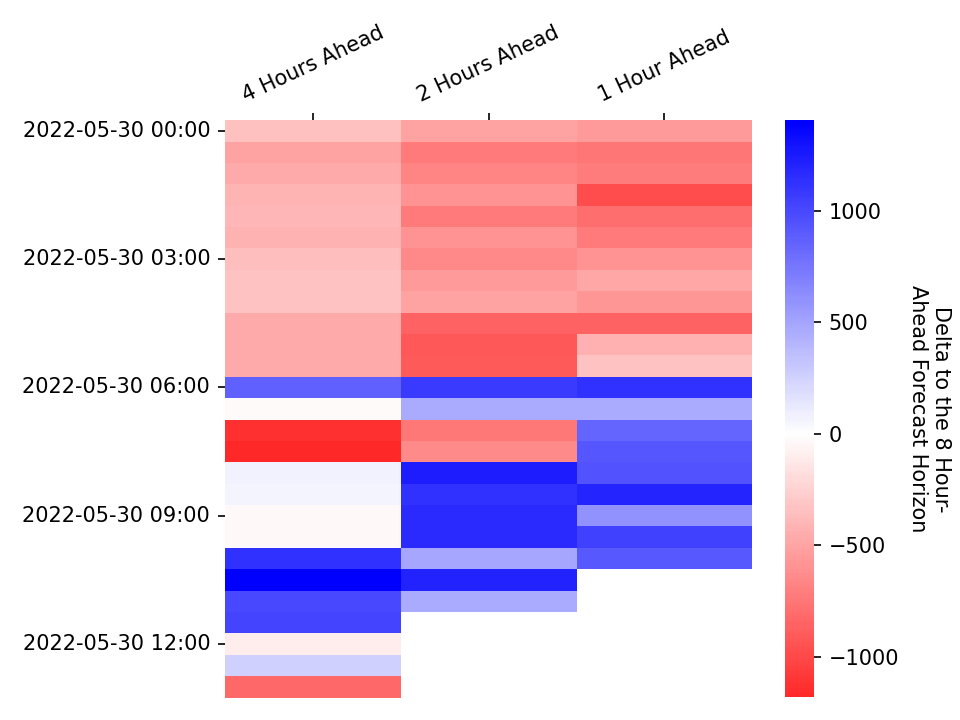 4 Hours Ahead
2 Hours Ahead
1 Hour Ahead
2022-05-30 00:00
2022-05-30 03:00
2022-05-30 06:00
2022-05-30 09:00
2022-05-30 12:00
1000
500
0
−500
−1000
Delta to the 8 Hour-
Ahead Forecast Horizon